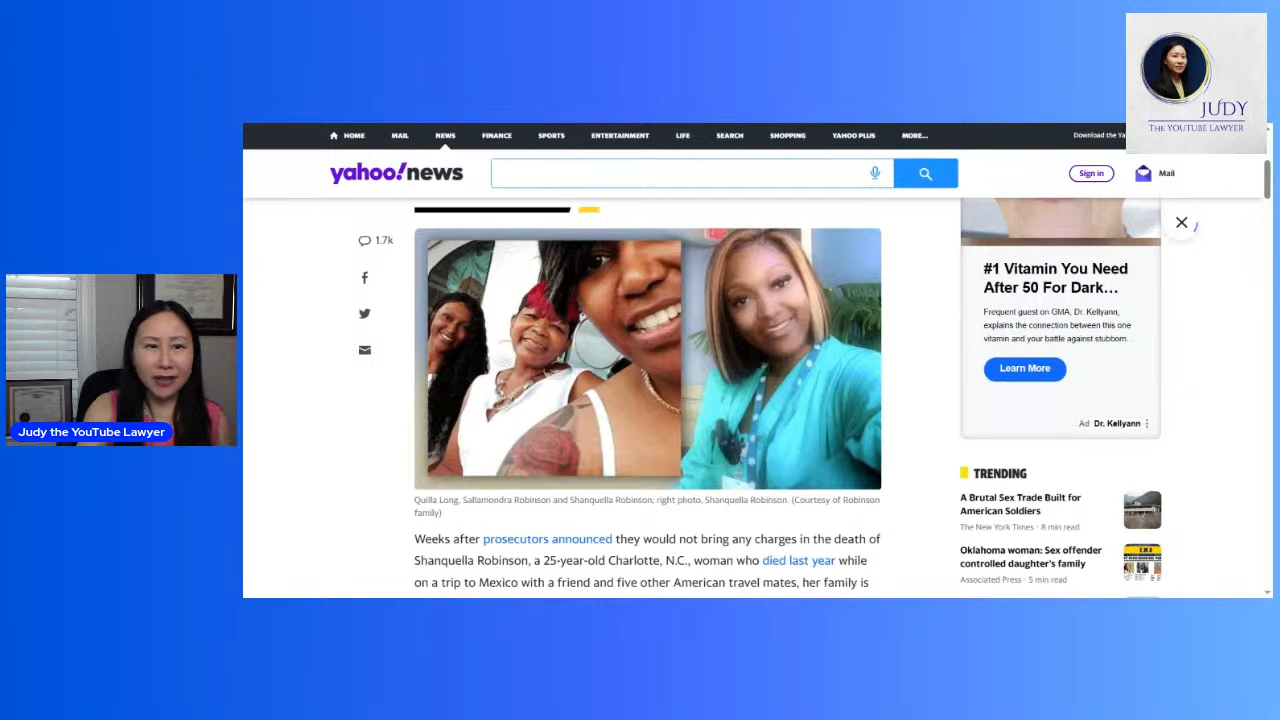 JUDY
THE YOUTUBE LAWYER
HOME MAIL NEWS FINANCE SPORTS ENTERTAINMENT LIFE SEARCH SHOPPING YAHOO PLUS MORE...
Download the
yahoo!news
Sign in
Mail
1.7k
#1 Vitamin You Need
After 50 For Dark...
Frequent guest on GMA, Dr. Kellyann,
explains the connection between this one
vitamin and your battle against stubborn...
Learn More
Ad Dr. Kellyann
Judy the YouTube Lawyer
TRENDING
A Brutal Sex Trade Built for
American Soldiers
The New York Times · 8 min read
Oklahoma woman: Sex offender
controlled daughter's family
Associated Press · 5 min read
Quilla Long, Sallamondra Robinson and Shanquella Robinson; right photo, Shanquella Robinson. (Courtesy of Robinson
family)
Weeks after prosecutors announced they would not bring any charges in the death of
Shanquella Robinson, a 25-year-old Charlotte, N.C., woman who died last year while
on a trip to Mexico with a friend and five other American travel mates, her family is